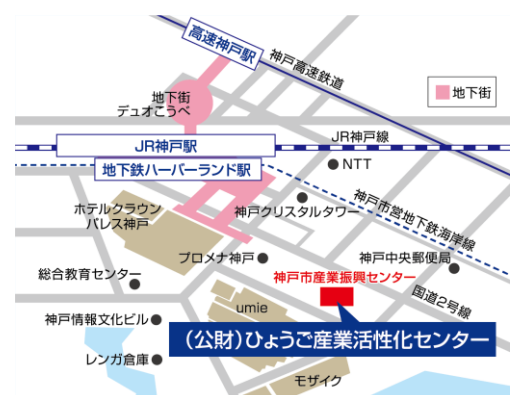 高速神戸駅
神戸高速鉄道
地下街
デュオこうべ
地下街
JR神戸線
JR神戸駅
NTT
地下鉄ハーバーランド駅
神戸市営地下鉄海岸線
ホテルクラウン
パレス神戸
神戸クリスタルタワー
プロメナ神戸
神戸中央郵便局
総合教育センター
神戸市産業振興センター
国道2号線
umie
神戸情報文化ビル
(公財)ひょうご産業活性化センター
レンガ倉庫
モザイク